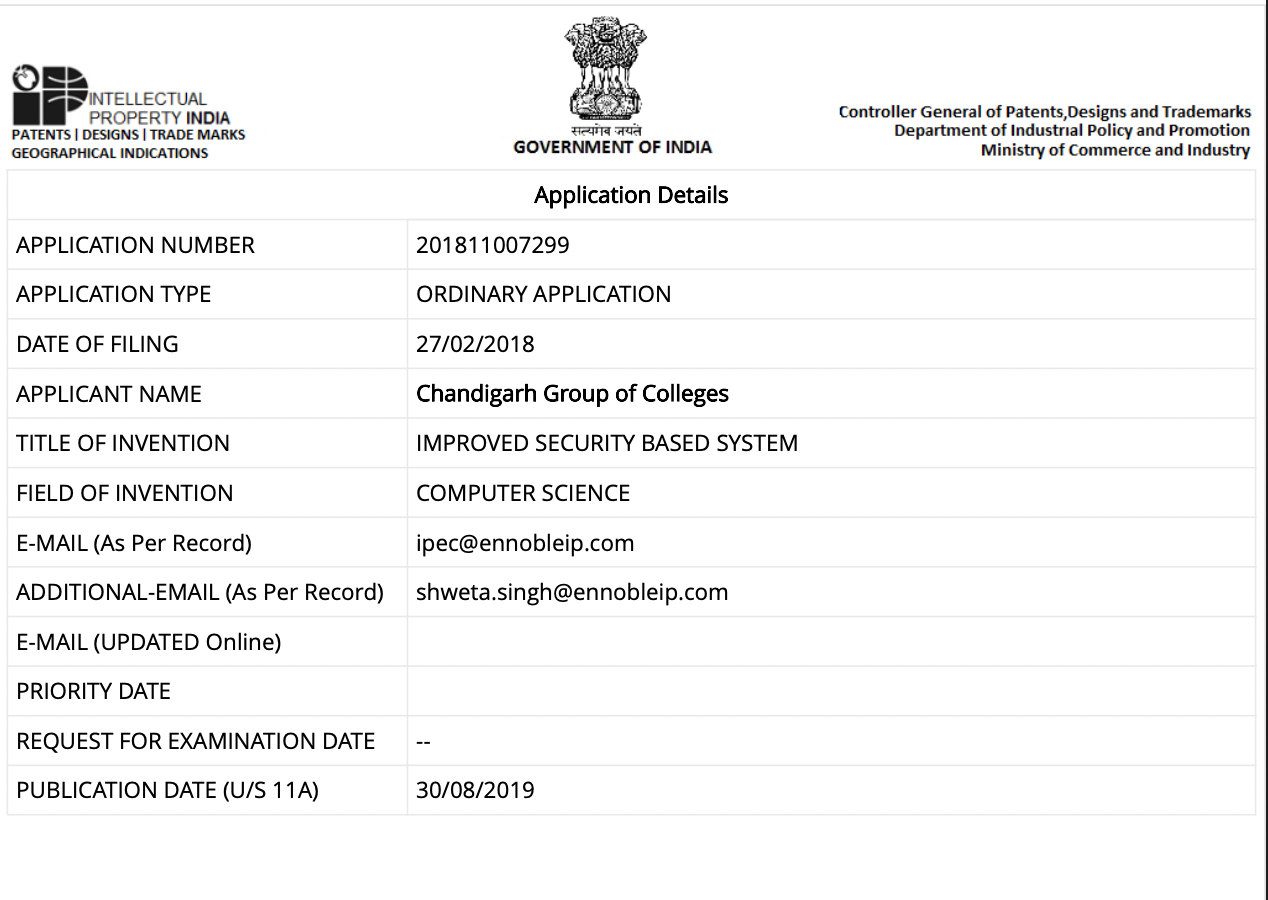 INTELLECTUAL
PROPERTY INDIA
PATENTS | DESIGNS | TRADE MARKS
GEOGRAPHICAL INDICATIONS
सत्यमेव जयते
GOVERNMENT OF INDIA
Controller General of Patents,Designs and Trademarks
Department of Industrial Policy and Promotion
Ministry of Commerce and Industry
Application Details
APPLICATION NUMBER 201811007299
APPLICATION TYPE ORDINARY APPLICATION
DATE OF FILING 27/02/2018
APPLICANT NAME Chandigarh Group of Colleges
TITLE OF INVENTION IMPROVED SECURITY BASED SYSTEM
FIELD OF INVENTION COMPUTER SCIENCE
E-MAIL (As Per Record) ipec@ennobleip.com
ADDITIONAL-EMAIL (As Per Record) shweta.singh@ennobleip.com
E-MAIL (UPDATED Online)
PRIORITY DATE
REQUEST FOR EXAMINATION DATE --
PUBLICATION DATE (U/S 11A) 30/08/2019